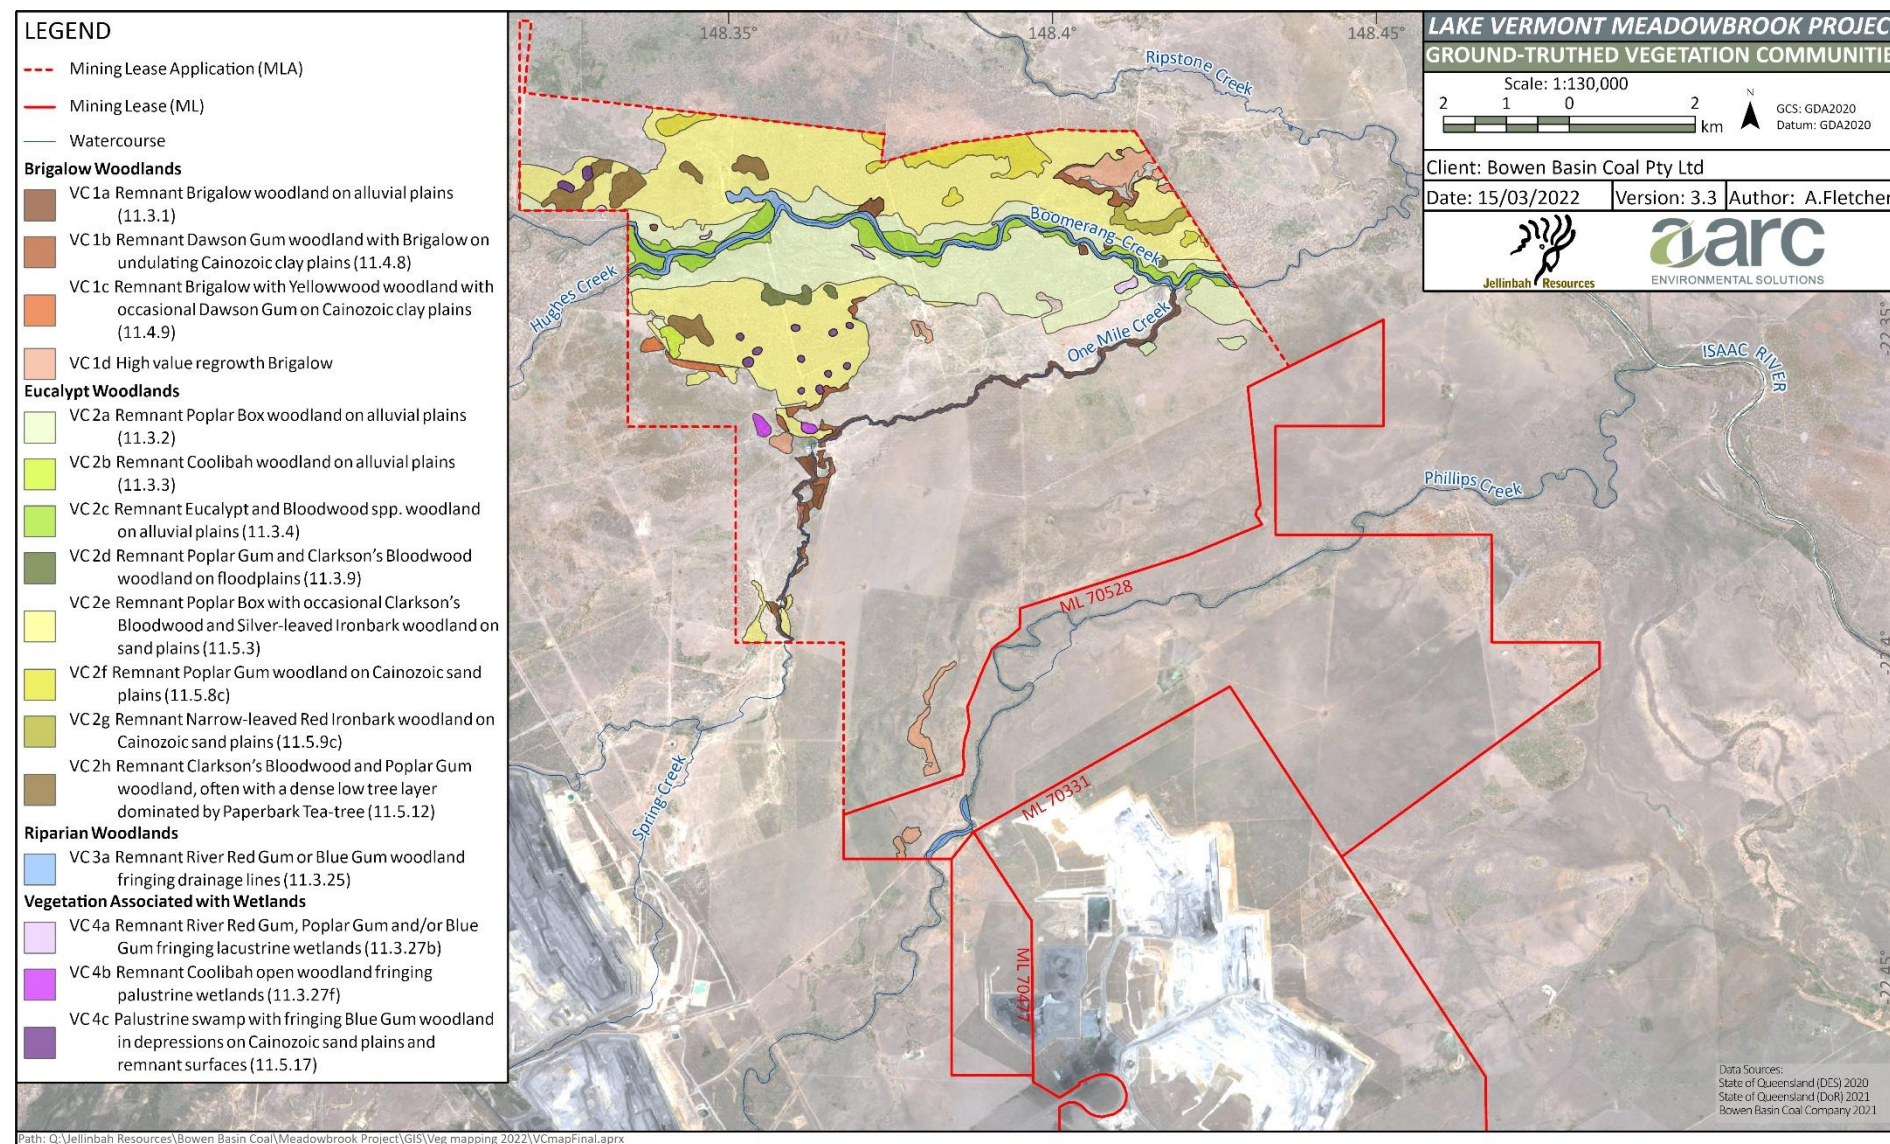 LEGEND
Mining Lease Application (MLA)
Mining Lease (ML)
Watercourse
Brigalow Woodlands
VC 1a Remnant Brigalow woodland on alluvial plains
(11.3.1)
VC 1b Remnant Dawson Gum woodland with Brigalow on
undulating Cainozoic clay plains (11.4.8)
VC 1c Remnant Brigalow with Yellowwood woodland with
occasional Dawson Gum on Cainozoic clay plains
(11.4.9)
VC 1d High value regrowth Brigalow
Eucalypt Woodlands
VC 2a Remnant Poplar Box woodland on alluvial plains
(11.3.2)
VC 2b Remnant Coolibah woodland on alluvial plains
(11.3.3)
VC 2c Remnant Eucalypt and Bloodwood spp. woodland
on alluvial plains (11.3.4)
VC 2d Remnant Poplar Gum and Clarkson's Bloodwood
woodland on floodplains (11.3.9)
VC 2e Remnant Poplar Box with occasional Clarkson's
Bloodwood and Silver-leaved Ironbark woodland on
sand plains (11.5.3)
VC 2f Remnant Poplar Gum woodland on Cainozoic sand
plains (11.5.8c)
VC 2g Remnant Narrow-leaved Red Ironbark woodland on
Cainozoic sand plains (11.5.9c)
VC 2h Remnant Clarkson's Bloodwood and Poplar Gum
woodland, often with a dense low tree layer
dominated by Paperbark Tea-tree (11.5.12)
Riparian Woodlands
VC 3a Remnant River Red Gum or Blue Gum woodland
fringing drainage lines (11.3.25)
Vegetation Associated with Wetlands
VC 4a Remnant River Red Gum, Poplar Gum and/or Blue
Gum fringing lacustrine wetlands (11.3.27b)
VC 4b Remnant Coolibah open woodland fringing
palustrine wetlands (11.3.27f)
VC 4c Palustrine swamp with fringing Blue Gum woodland
in depressions on Cainozoic sand plains and
remnant surfaces (11.5.17)
148.35°
148.4°
148.45°
Ripstone Creek
Boomerang Creek
Hughes Creek
One Mile Creek
ISAAC RIVER
Phillips Creek
Spring Creek
ML 70528
ML 70331
ML 70477
-22.35°
-22.4°
-22.45°
LAKE VERMONT MEADOWBROOK PROJEC
GROUND-TRUTHED VEGETATION COMMUNITIE
Scale: 1:130,000
2 1 0 2
km
N
GCS: GDA2020
Datum: GDA2020
Client: Bowen Basin Coal Pty Ltd
Date: 15/03/2022 Version: 3.3 Author: A.Fletcher
Jellinbah Resources
aarc
ENVIRONMENTAL SOLUTIONS
Data Sources:
State of Queensland (DES) 2020
State of Queensland (DoR) 2021
Bowen Basin Coal Company 2021
Path: Q:\Jellinbah Resources\Bowen Basin Coal\Meadowbrook Project\GIS\Veg mapping 2022\VCmapFinal.aprx